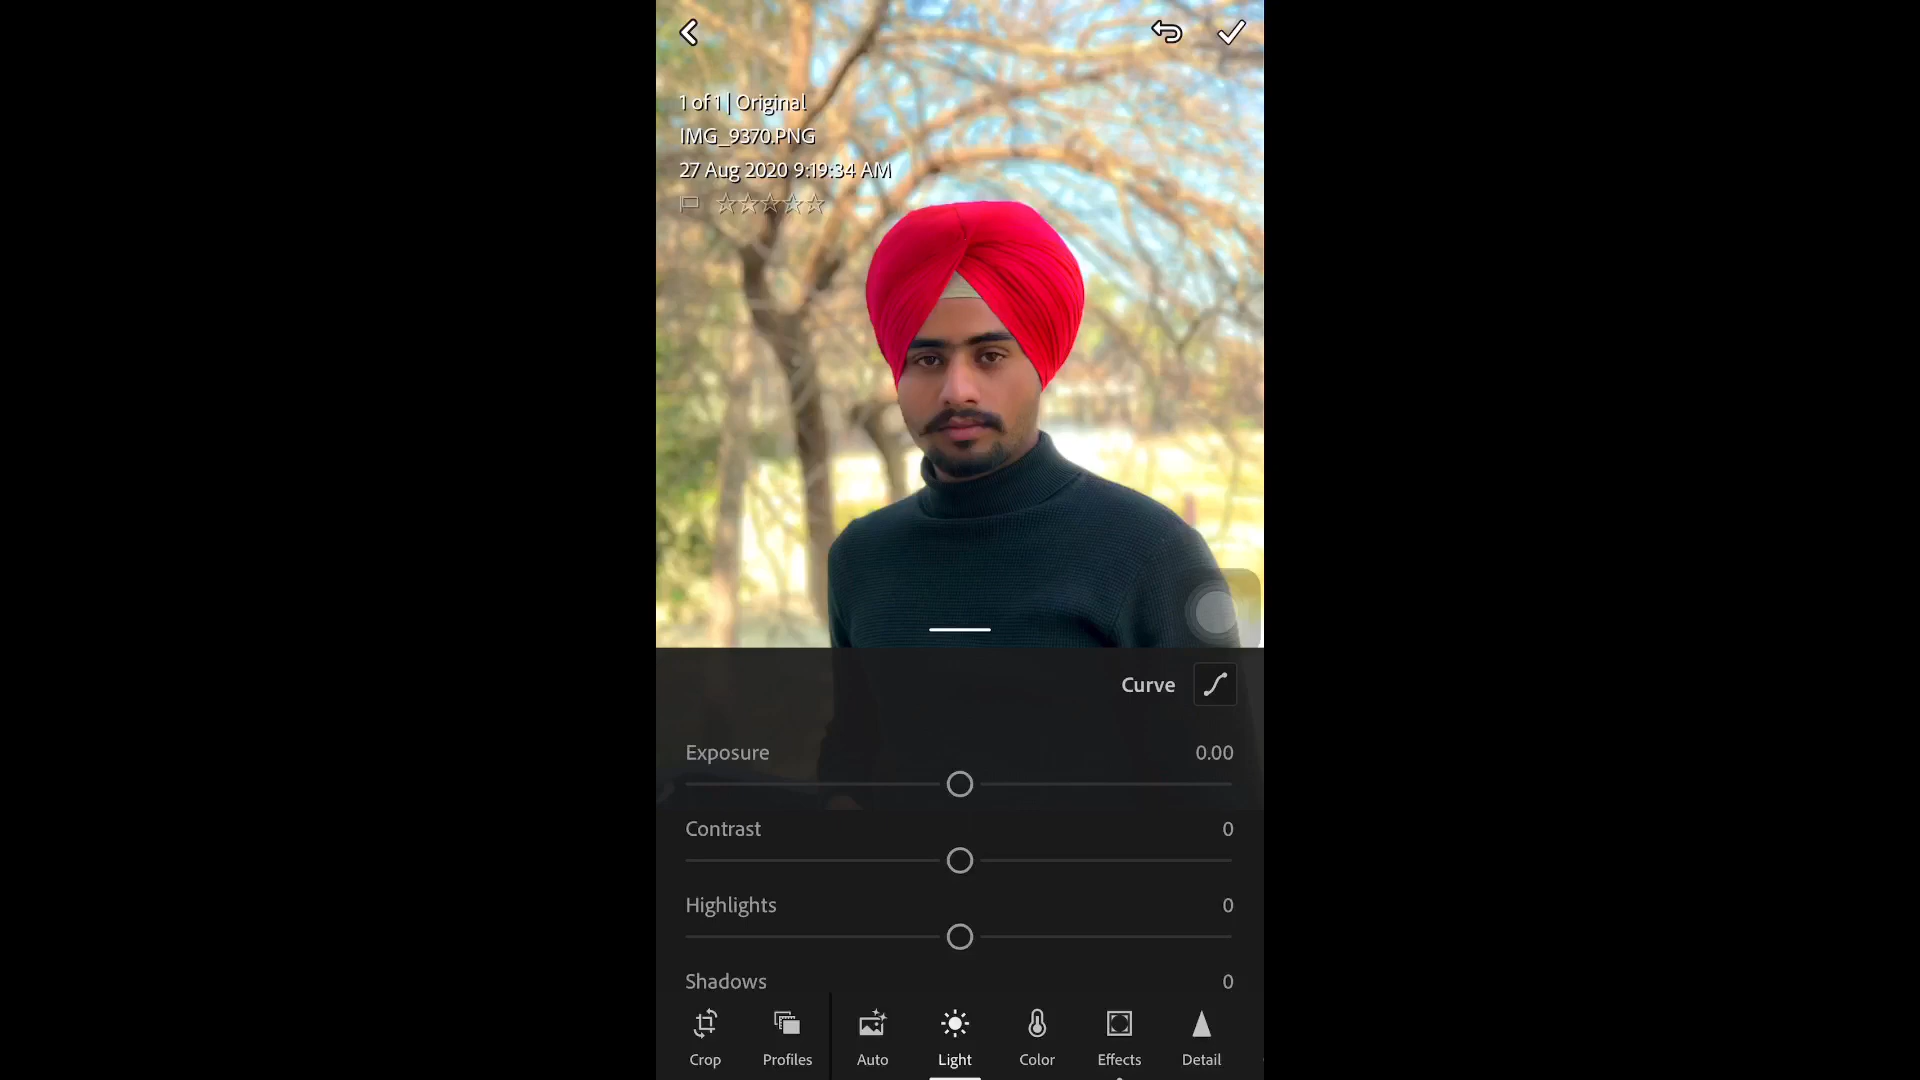 1 of 1 | Original
IMG_9370.PNG
27 Aug 2020 9:19:34 AM
Curve
Exposure 0.00
Contrast 0
Highlights 0
Shadows 0
Crop Profiles Auto Light Color Effects Detail